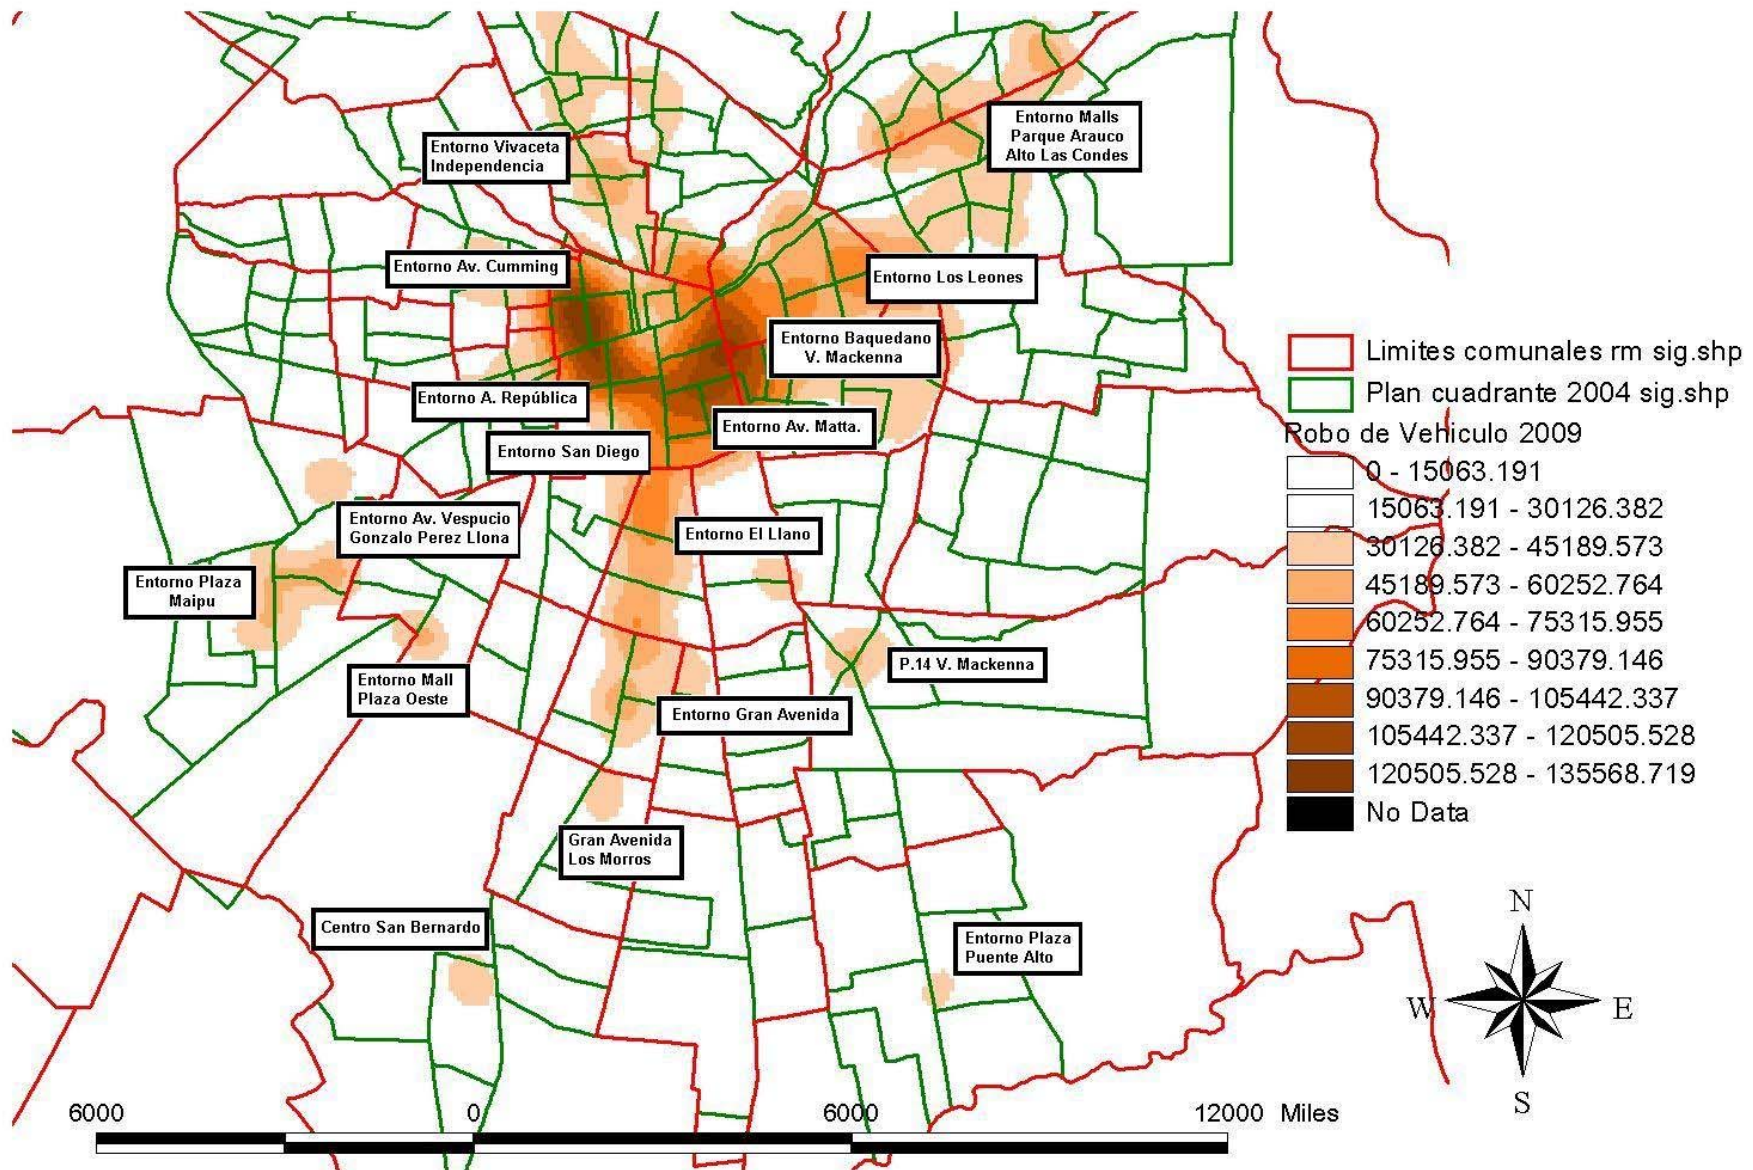 Entorno Malls
Parque Arauco
Alto Las Condes
Entorno Vivaceta
Independencia
Entorno Av. Cumming
Entorno Los Leones
Entorno Baquedano
V. Mackenna
Entorno A. República
Entorno Av. Matta.
Entorno San Diego
Entorno Av. Vespucio
Gonzalo Perez Llona
Entorno El Llano
Entorno Plaza
Maipu
P.14 V. Mackenna
Entorno Mall
Plaza Oeste
Entorno Gran Avenida
Gran Avenida
Los Morros
Centro San Bernardo
Entorno Plaza
Puente Alto
Limites comunales rm sig.shp
Plan cuadrante 2004 sig.shp
Robo de Vehiculo 2009
0 - 15063.191
15063.191 - 30126.382
30126.382 - 45189.573
45189.573 - 60252.764
60252.764 - 75315.955
75315.955 - 90379.146
90379.146 - 105442.337
105442.337 - 120505.528
120505.528 - 135568.719
No Data
N
W E
S
6000 0 6000 12000 Miles